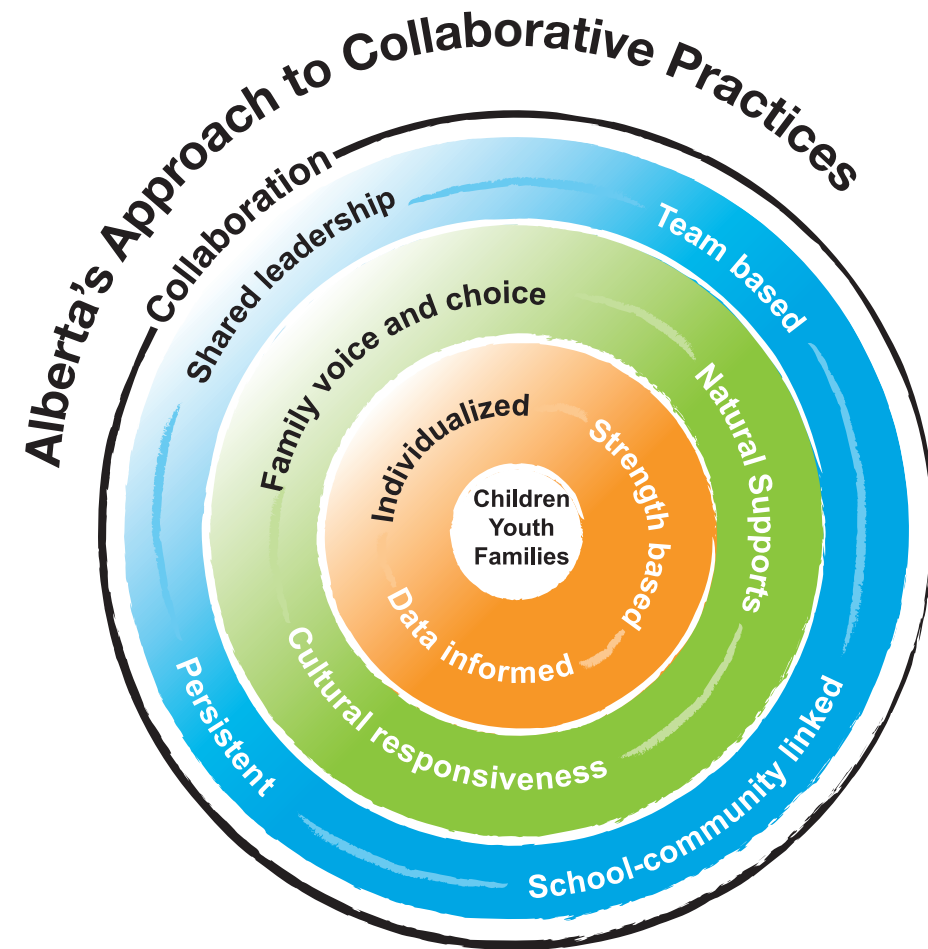 Alberta's Approach to Collaborative Practices
Collaboration
Shared leadership
Team based
School-community linked
Persistent
Family voice and choice
Natural Supports
Cultural responsiveness
Individualized
Strength based
Data informed
Children
Youth
Families